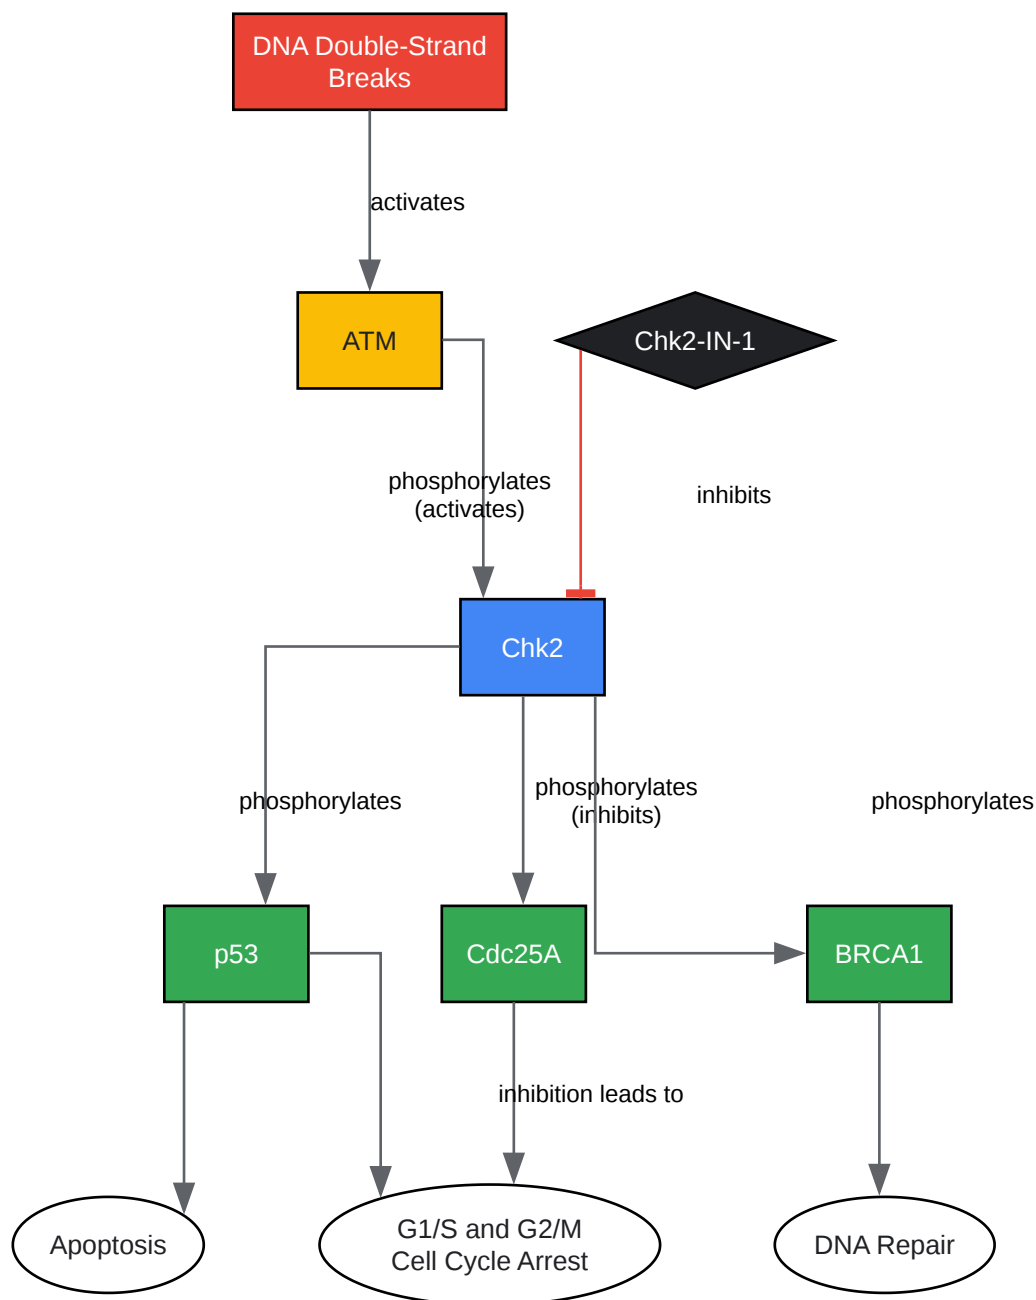 DNA Double-Strand
Breaks
activates
ATM
Chk2-IN-1
phosphorylates
(activates)
inhibits
Chk2
phosphorylates
phosphorylates
(inhibits)
phosphorylates
p53
Cdc25A
BRCA1
inhibition leads to
Apoptosis
G1/S and G2/M
Cell Cycle Arrest
DNA Repair